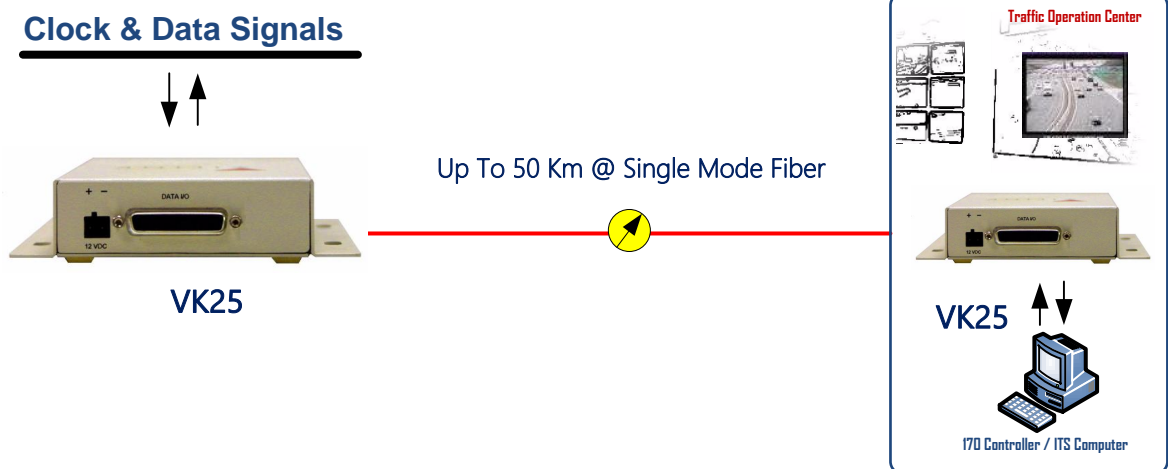 Clock & Data Signals
Traffic Operation Center
Up To 50 Km @ Single Mode Fiber
+ -
DATA I/O
12 VDC
VK25
+ -
DATA I/O
12 VDC
VK25
170 Controller / ITS Computer